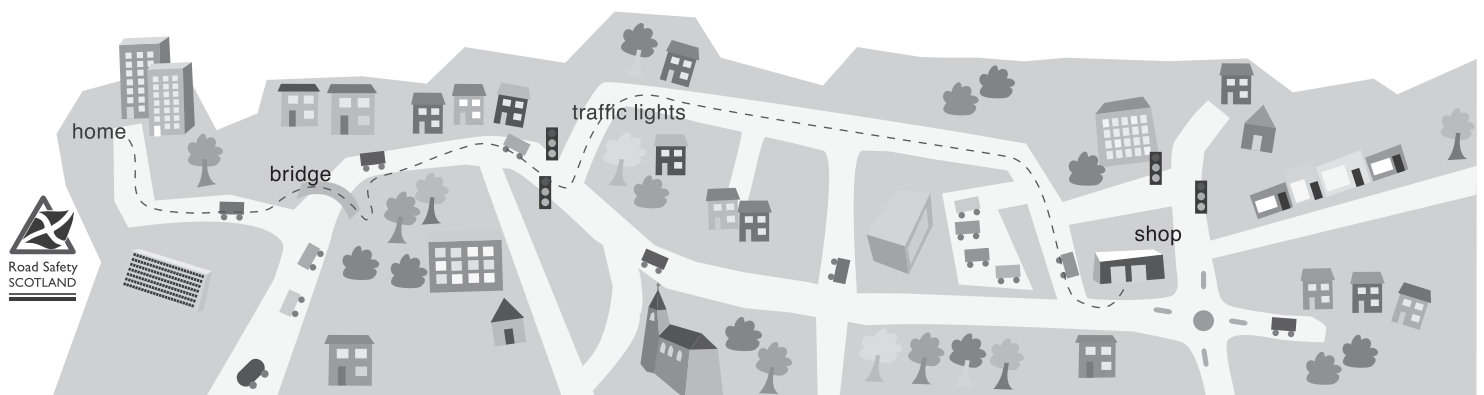 home
bridge
traffic lights
shop
Road Safety
SCOTLAND